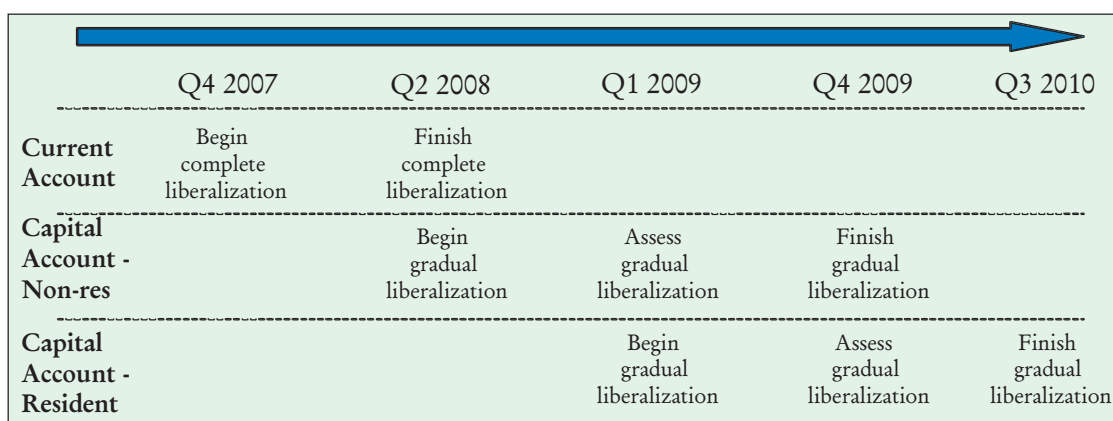 Q4 2007 Q2 2008 Q1 2009 Q4 2009 Q3 2010
Current Account
Begin complete liberalization
Finish complete liberalization
Capital Account - Non-res
Begin gradual liberalization
Assess gradual liberalization
Finish gradual liberalization
Capital Account - Resident
Begin gradual liberalization
Assess gradual liberalization
Finish gradual liberalization